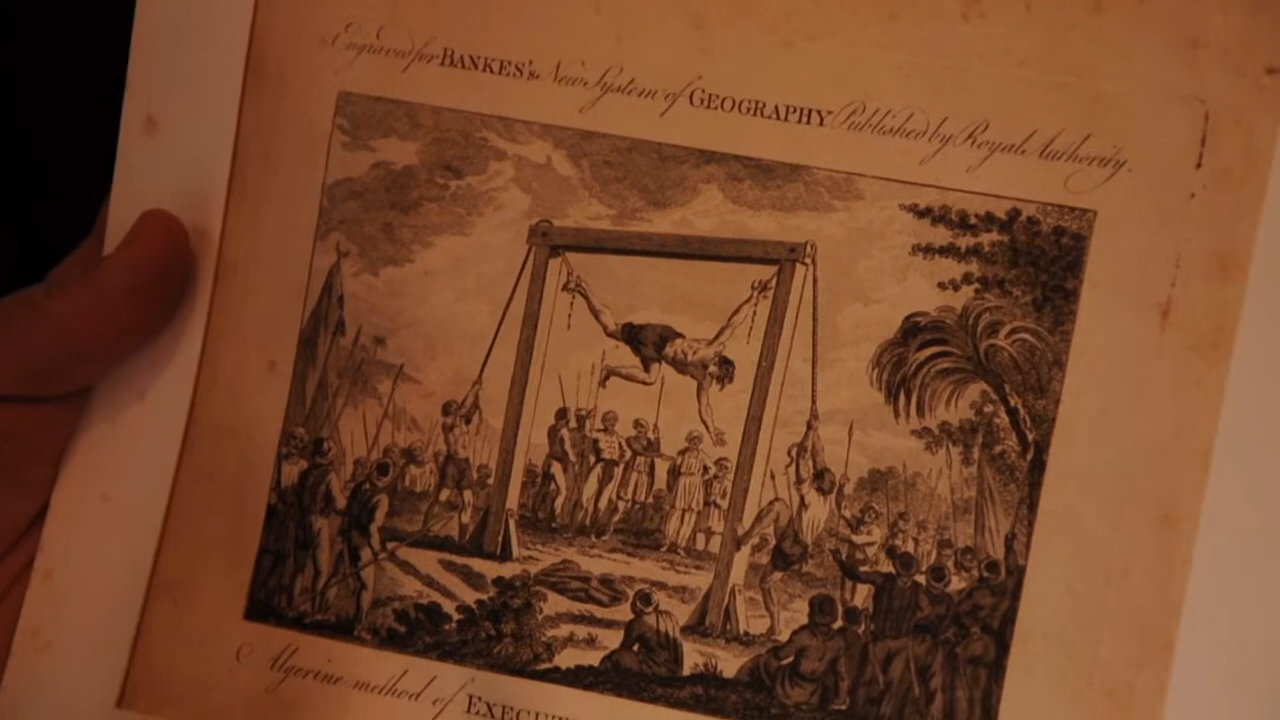 Engraved for BANKES's New System of GEOGRAPHY Published by Royal Authority.
Algerine method of